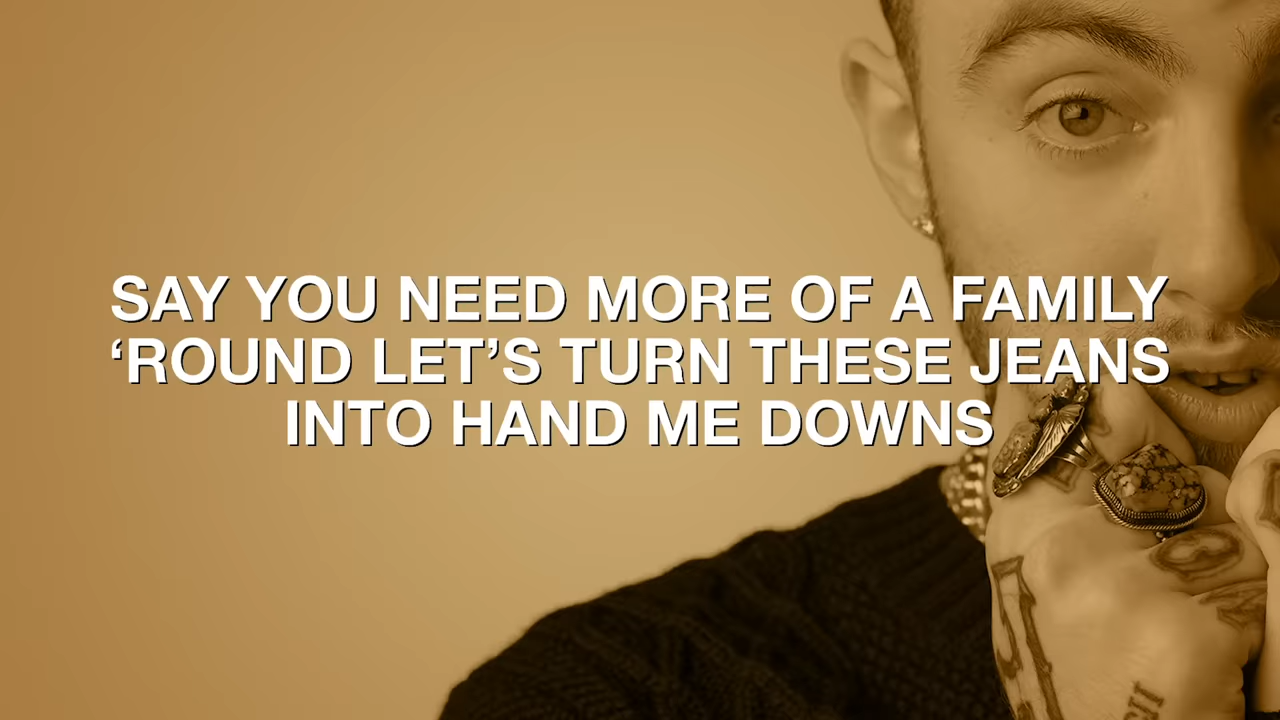 SAY YOU NEED MORE OF A FAMILY
‘ROUND LET’S TURN THESE JEANS
INTO HAND ME DOWNS